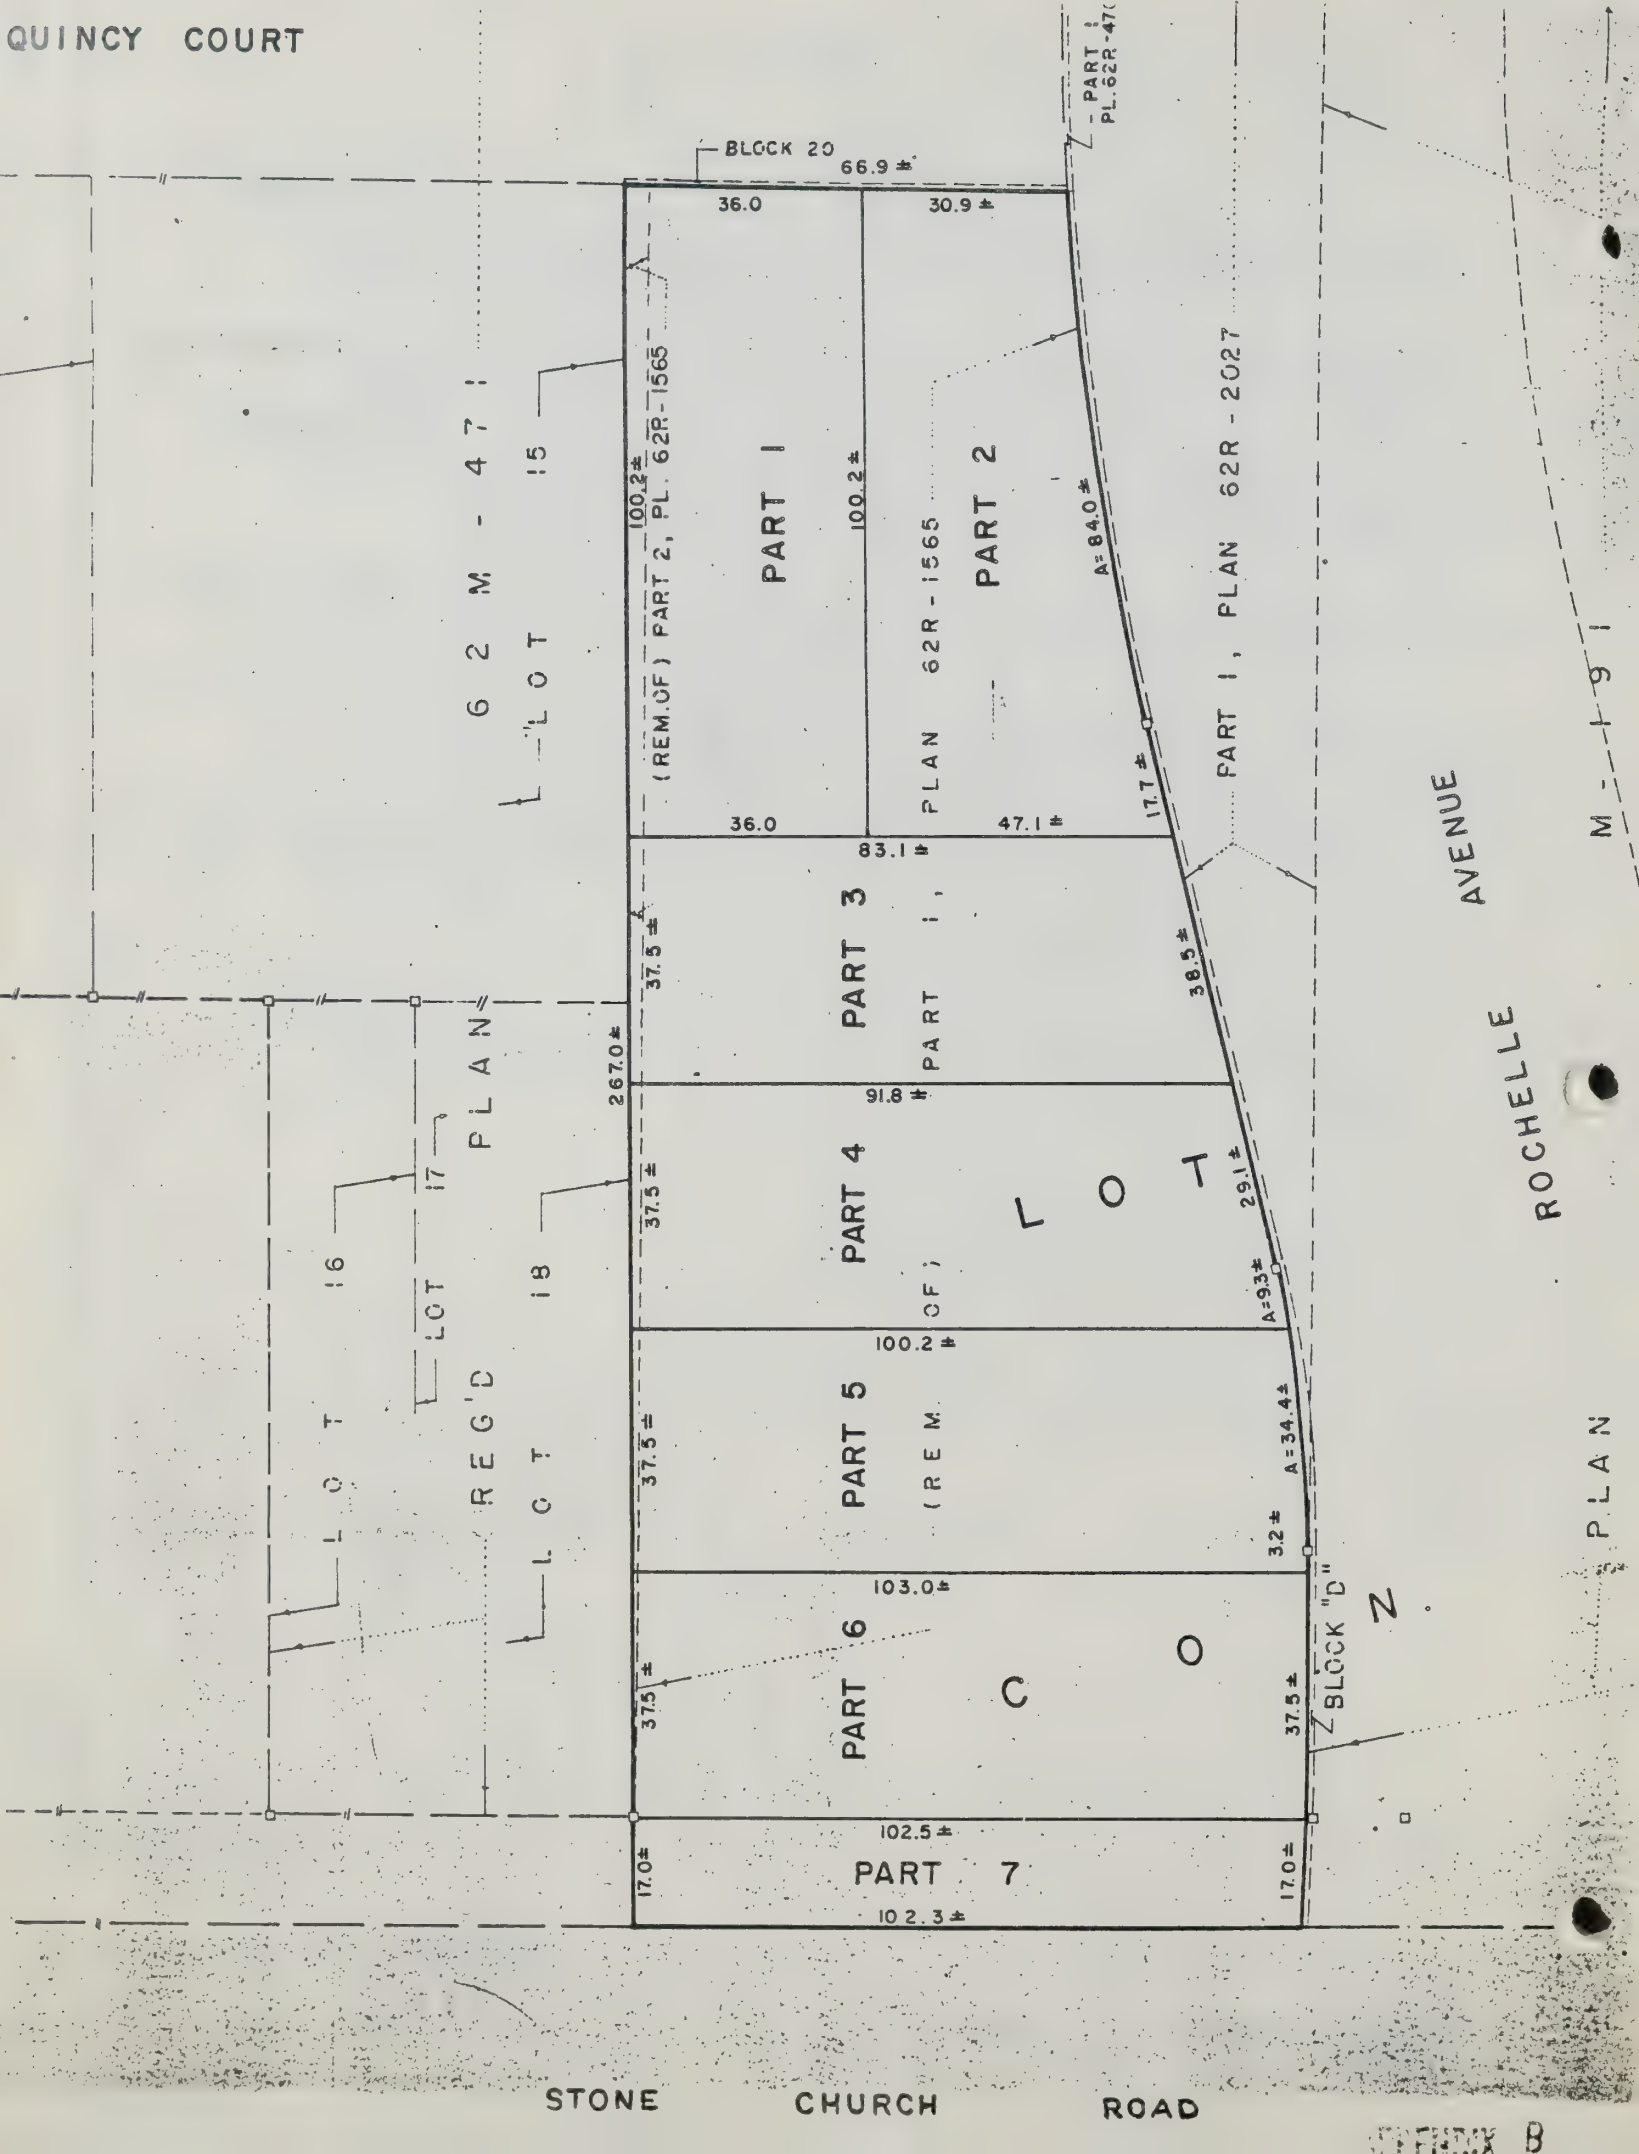 QUINCY COURT
PART 1
PL. 62R-470
BLOCK 20
66.9 ±
36.0
30.9 ±
62M-471
LOT 15
100.2 ±
(REM. OF) PART 2, PL. 62R-1565
PART 1
100.2 ±
PART 2
A= 84.0 ±
PART 1, PLAN 62R-2027
17.7 ±
36.0
47.1 ±
83.1 ±
PART 3
37.5 ±
38.5 ±
(REM. OF) PART 1, PLAN 62R-1565
267.0 ±
91.8 ±
PART 4
37.5 ±
29.1 ±
A=9.3 ±
LOT
100.2 ±
PART 5
37.5 ±
A=34.4 ±
3.2 ±
103.0 ±
PART 6
37.5 ±
37.5 ±
BLOCK "D"
CON
LOT 16
LOT 17
LOT 18
REG'D PLAN
102.5 ±
17.0 ±
PART 7
17.0 ±
102.3 ±
ROCHELLE AVENUE
PLAN M-191
STONE CHURCH ROAD
B